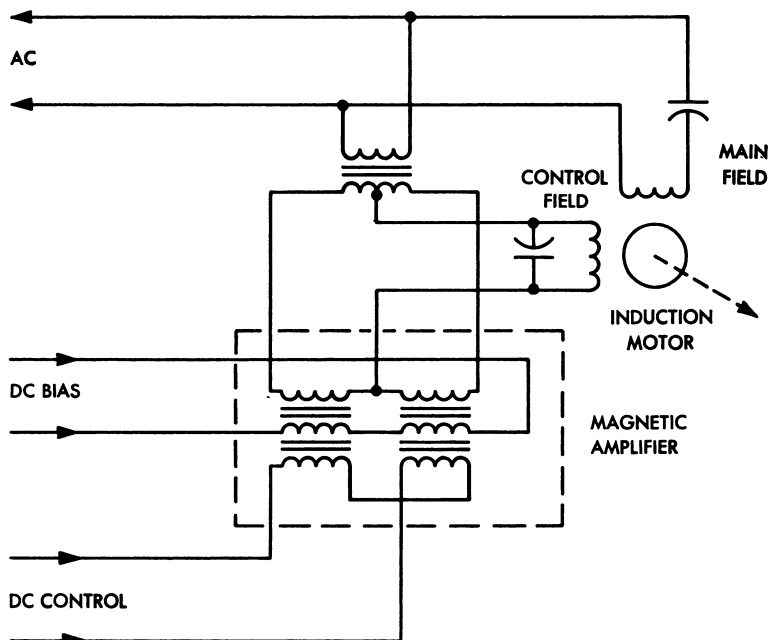 AC
MAIN
FIELD
CONTROL
FIELD
INDUCTION
MOTOR
DC BIAS
MAGNETIC
AMPLIFIER
DC CONTROL